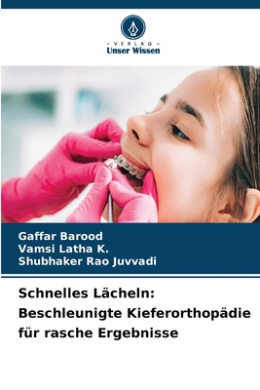 • VERLAG •
Unser Wissen
Gaffar Barood
Vamsi Latha K.
Shubhaker Rao Juvvadi
Schnelles Lächeln:
Beschleunigte Kieferorthopädie
für rasche Ergebnisse